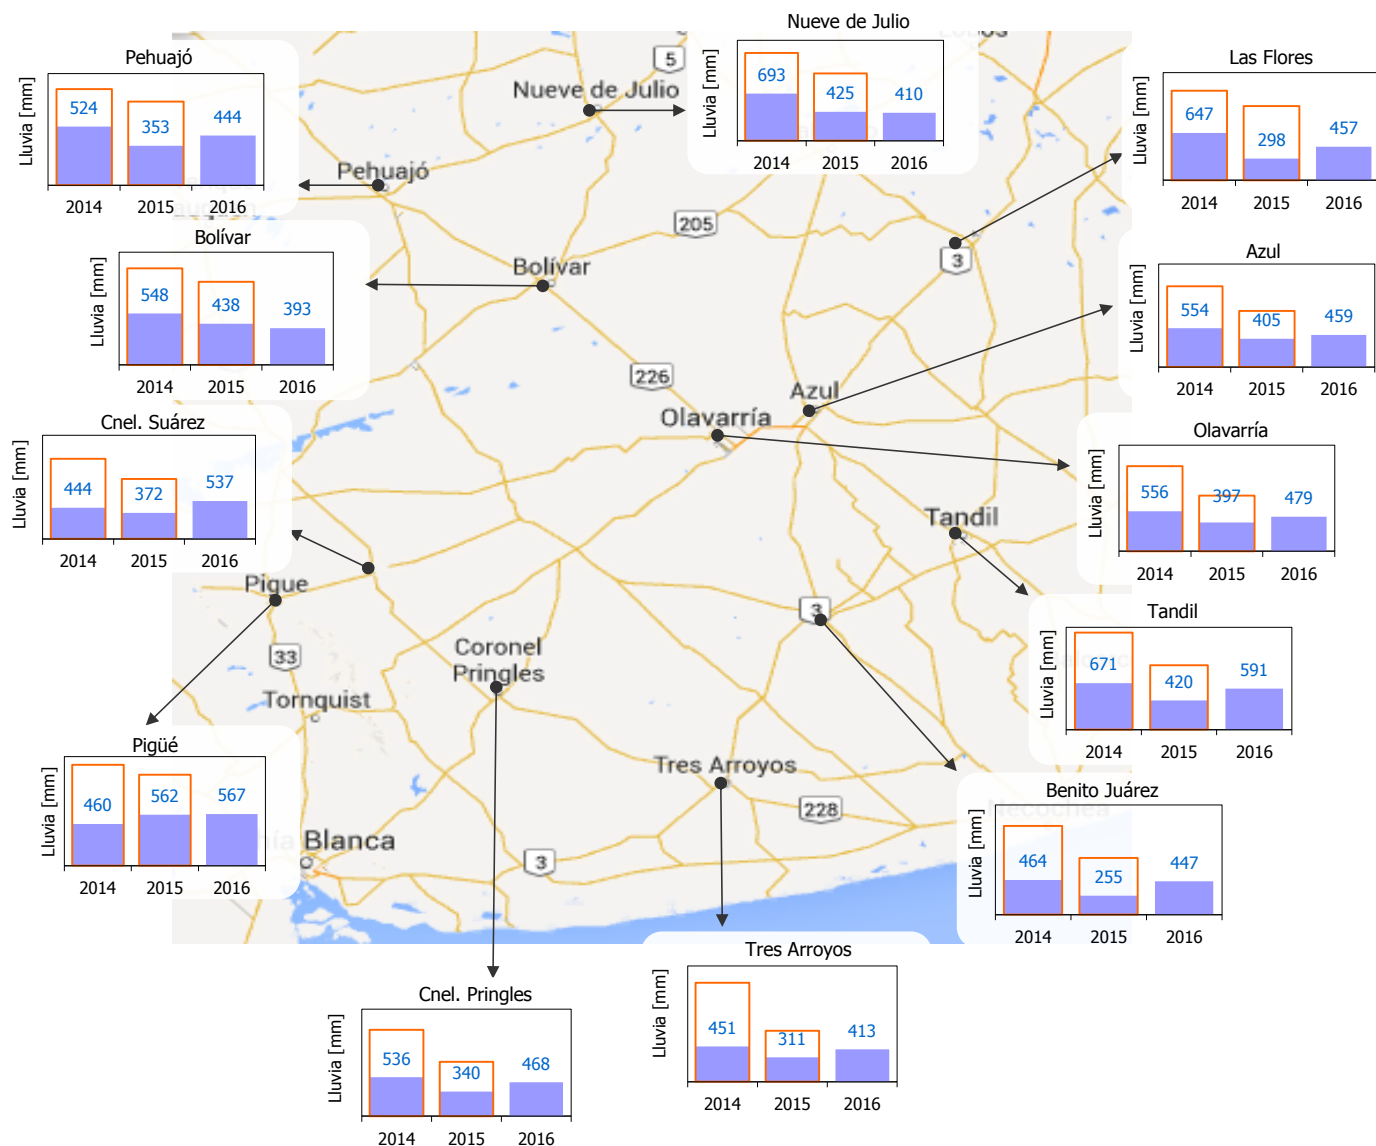 Nueve de Julio
693
425
410
2014
2015
2016
Lluvia [mm]
Pehuajó
524
353
444
2014
2015
2016
Lluvia [mm]
Las Flores
647
298
457
2014
2015
2016
Lluvia [mm]
Bolívar
548
438
393
2014
2015
2016
Lluvia [mm]
Azul
554
405
459
2014
2015
2016
Lluvia [mm]
Cnel. Suárez
444
372
537
2014
2015
2016
Lluvia [mm]
Olavarría
556
397
479
2014
2015
2016
Lluvia [mm]
Tandil
671
420
591
2014
2015
2016
Lluvia [mm]
Pigüé
460
562
567
2014
2015
2016
Lluvia [mm]
Benito Juárez
464
255
447
2014
2015
2016
Lluvia [mm]
Tres Arroyos
451
311
413
2014
2015
2016
Lluvia [mm]
Cnel. Pringles
536
340
468
2014
2015
2016
Lluvia [mm]
5
Nueve de Julio
Pehuajó
205
3
Bolívar
226
Azul
Olavarría
Tandil
Pigue
3
33
Coronel
Pringles
Tornquist
Tres Arroyos
228
Necochea
Blanca
3